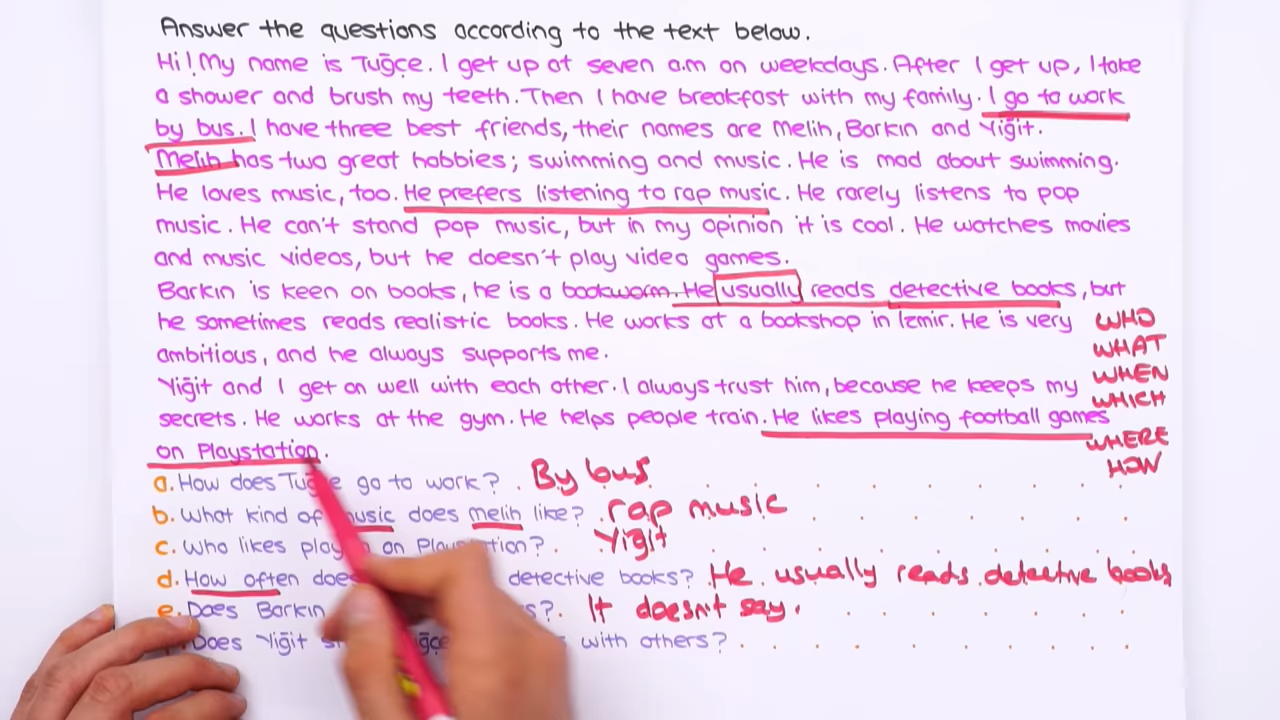 Answer the questions according to the text below.
Hi! My name is Tuğçe. I get up at seven a.m on weekdays. After I get up, I take
a shower and brush my teeth. Then I have breakfast with my family. I go to work
by bus. I have three best friends, their names are Melih, Barkın and Yiğit.
Melih has two great hobbies; swimming and music. He is mad about swimming.
He loves music, too. He prefers listening to rap music. He rarely listens to pop
music. He can't stand pop music, but in my opinion it is cool. He watches movies
and music videos, but he doesn't play video games.
Barkın is keen on books, he is a bookworm. He usually reads detective books, but
he sometimes reads realistic books. He works at a bookshop in İzmir. He is very
ambitious, and he always supports me.
Yiğit and I get on well with each other. I always trust him, because he keeps my
secrets. He works at the gym. He helps people train. He likes playing football games
on Playstation.
WHO
WHAT
WHEN
WHICH
WHERE
HOW
a. How does Tuğçe go to work? By bus
b. What kind of music does melih like? rap music
c. Who likes on ? Yiğit
d. How often detective books? He usually reads detective books
e. Does Barkın It doesn't say.
Does Yiğit with others?